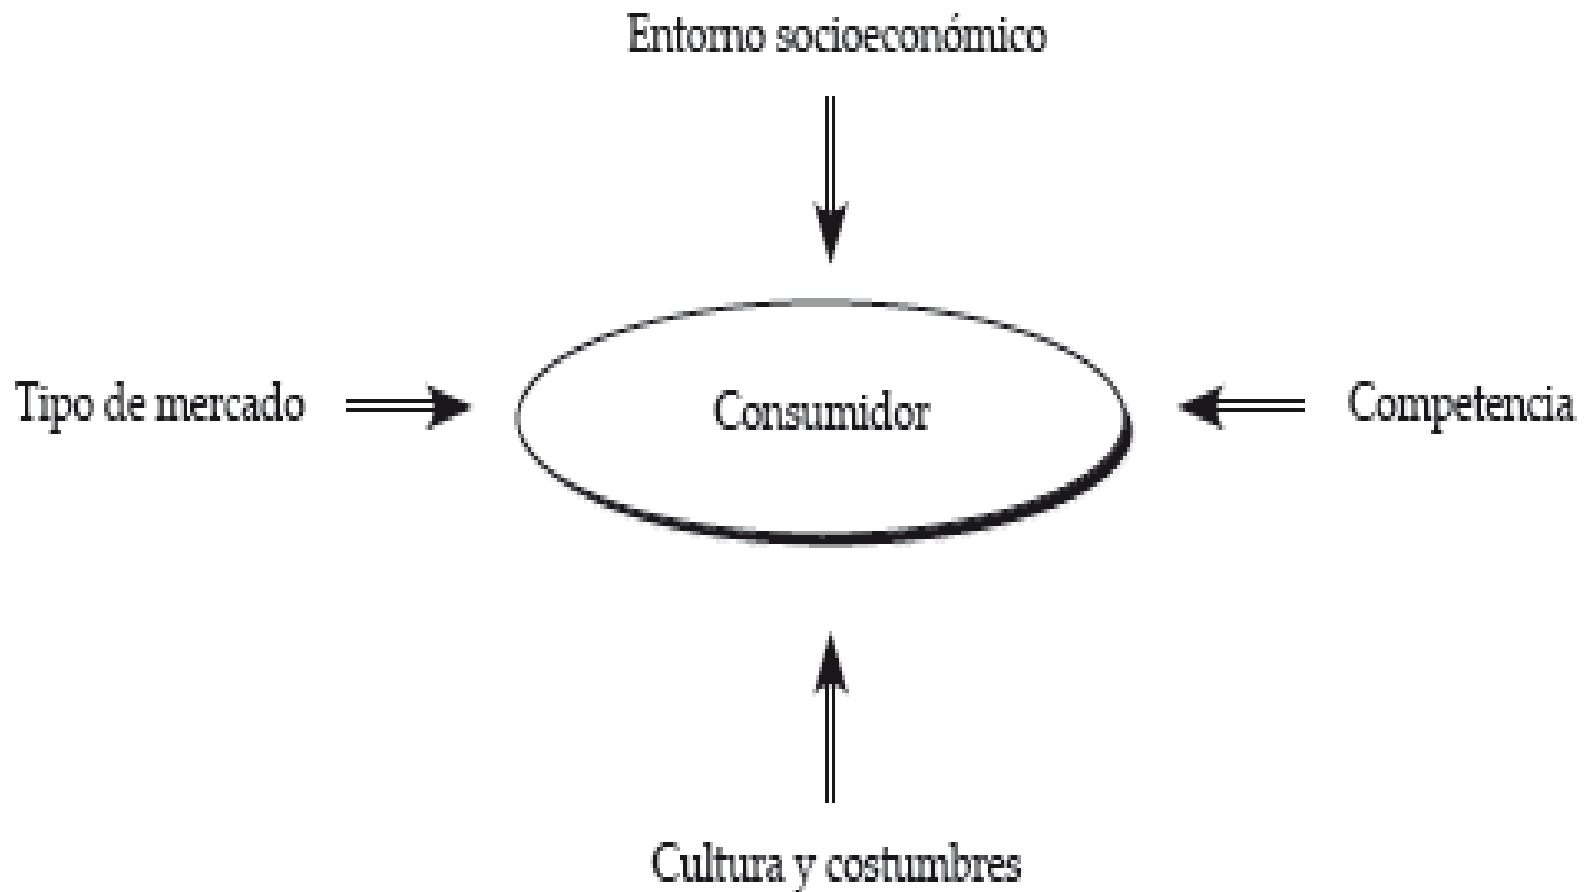 Entorno socioeconómico
Tipo de mercado
Consumidor
Competencia
Cultura y costumbres